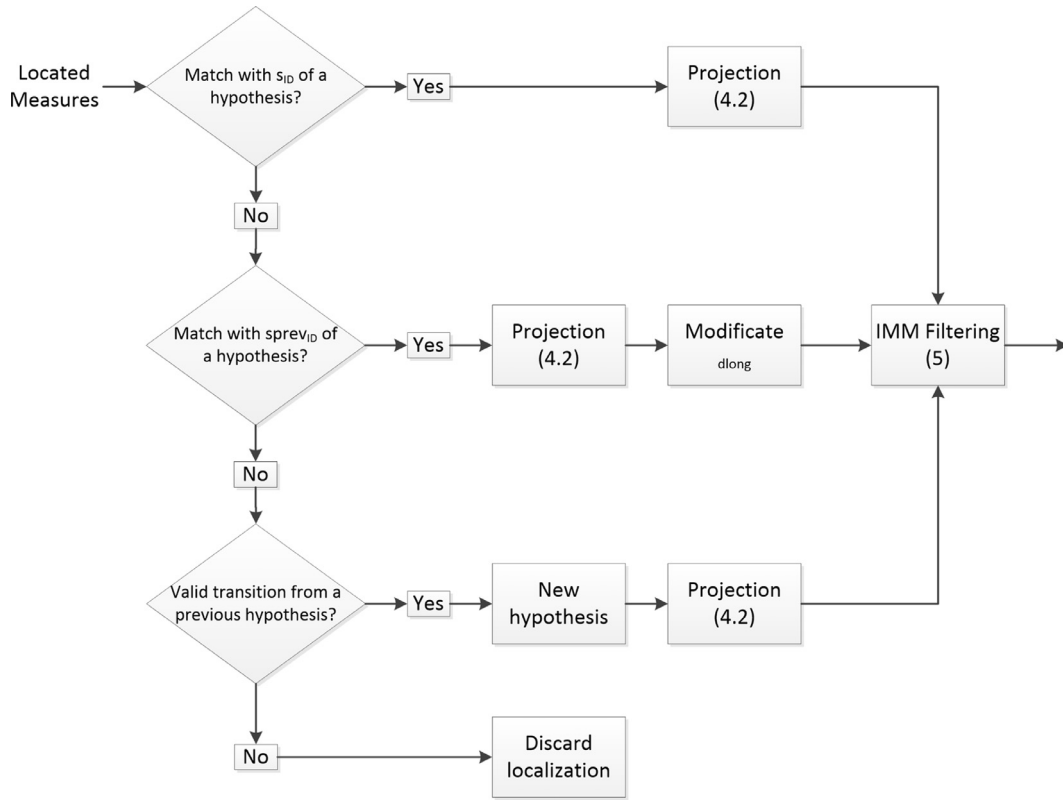 Located
Measures
Match with sID of a
hypothesis?
Yes
Projection
(4.2)
No
Match with sprevID of
a hypothesis?
Yes
Projection
(4.2)
Modificate
dlong
IMM Filtering
(5)
No
Valid transition from a
previous hypothesis?
Yes
New
hypothesis
Projection
(4.2)
No
Discard
localization